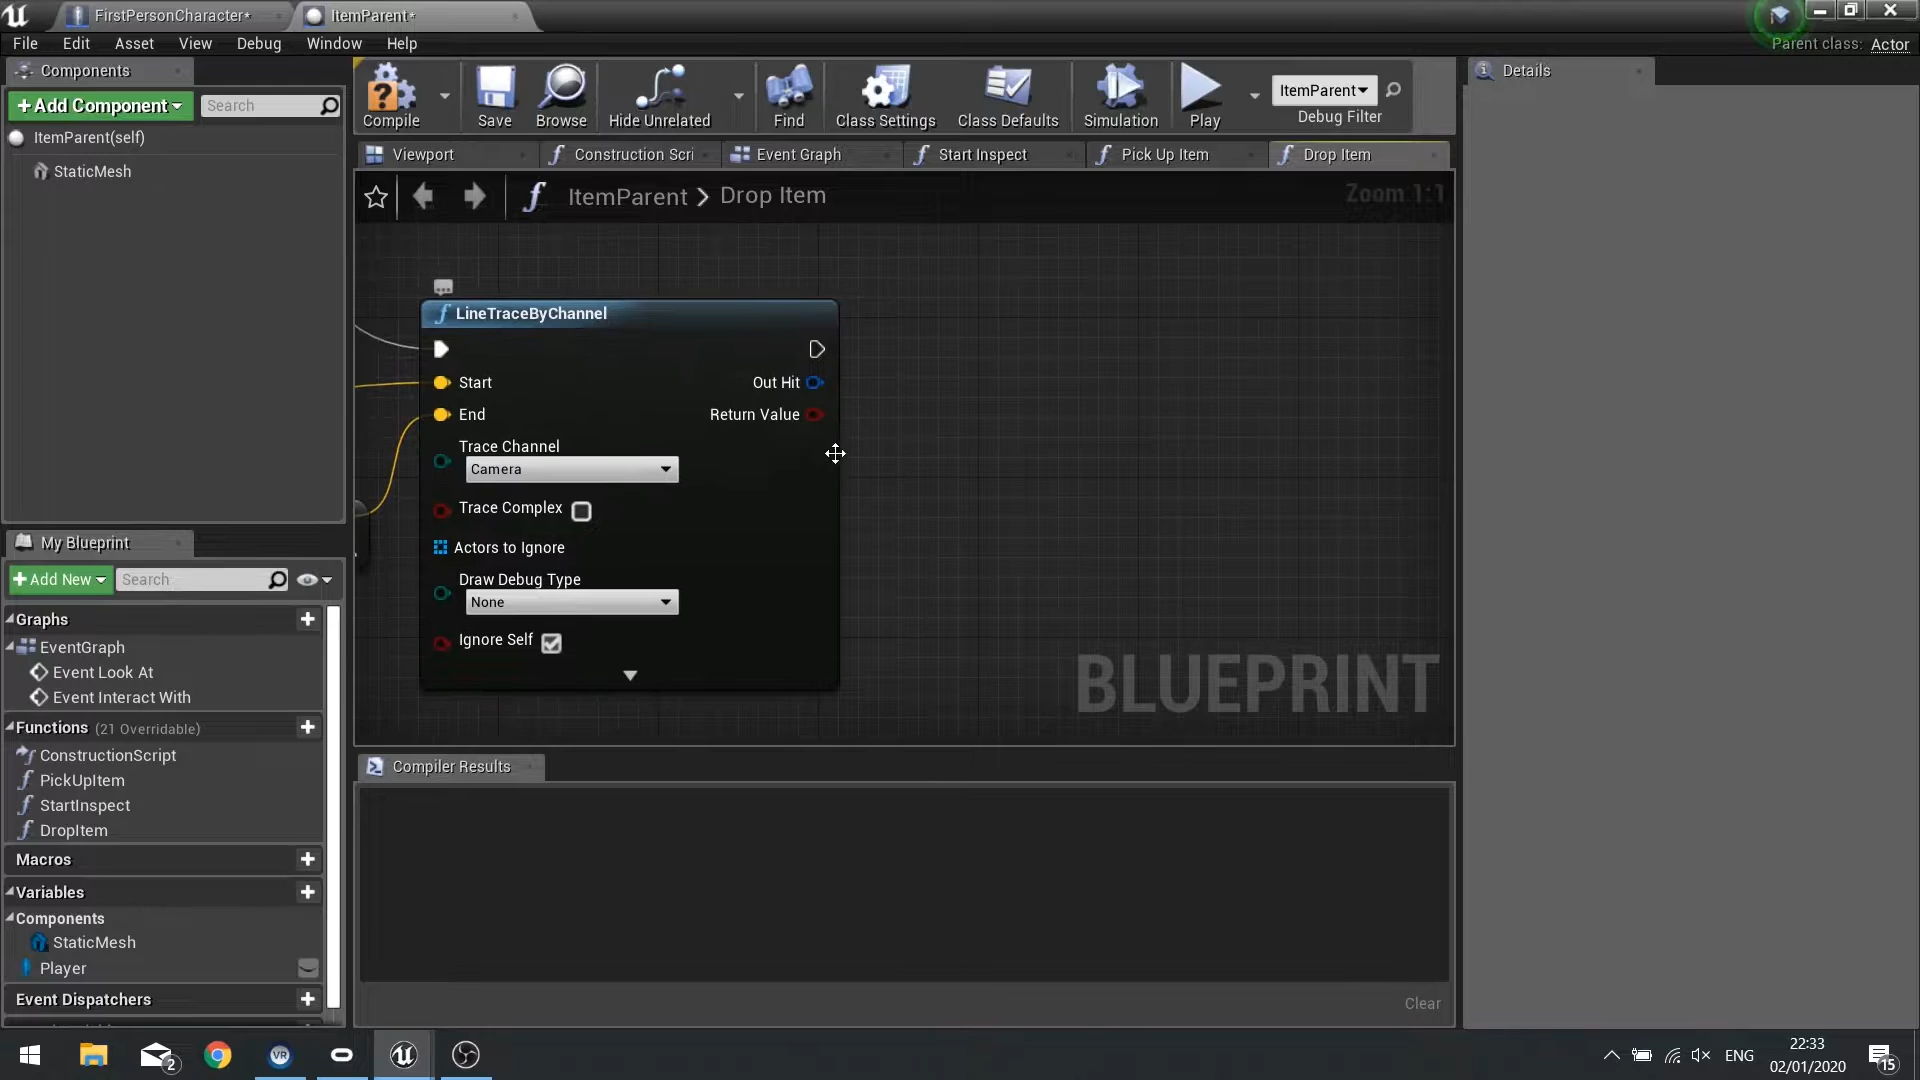 FirstPersonCharacter*
ItemParent*
File Edit Asset View Debug Window Help
Parent class: Actor
Components
Details
+Add Component
Search
ItemParent(self)
StaticMesh
Compile
Save
Browse
Hide Unrelated
Find
Class Settings
Class Defaults
Simulation
Play
ItemParent
Debug Filter
Viewport
Construction Scri
Event Graph
Start Inspect
Pick Up Item
Drop Item
ItemParent > Drop Item
Zoom 1:1
LineTraceByChannel
Start
Out Hit
End
Return Value
Trace Channel
Camera
Trace Complex
Actors to Ignore
Draw Debug Type
None
Ignore Self
BLUEPRINT
My Blueprint
+Add New
Search
Graphs
EventGraph
Event Look At
Event Interact With
Functions (21 Overridable)
ConstructionScript
PickUpItem
StartInspect
DropItem
Macros
Variables
Components
StaticMesh
Player
Event Dispatchers
Compiler Results
Clear
2
VR
ENG
22:33
02/01/2020
15